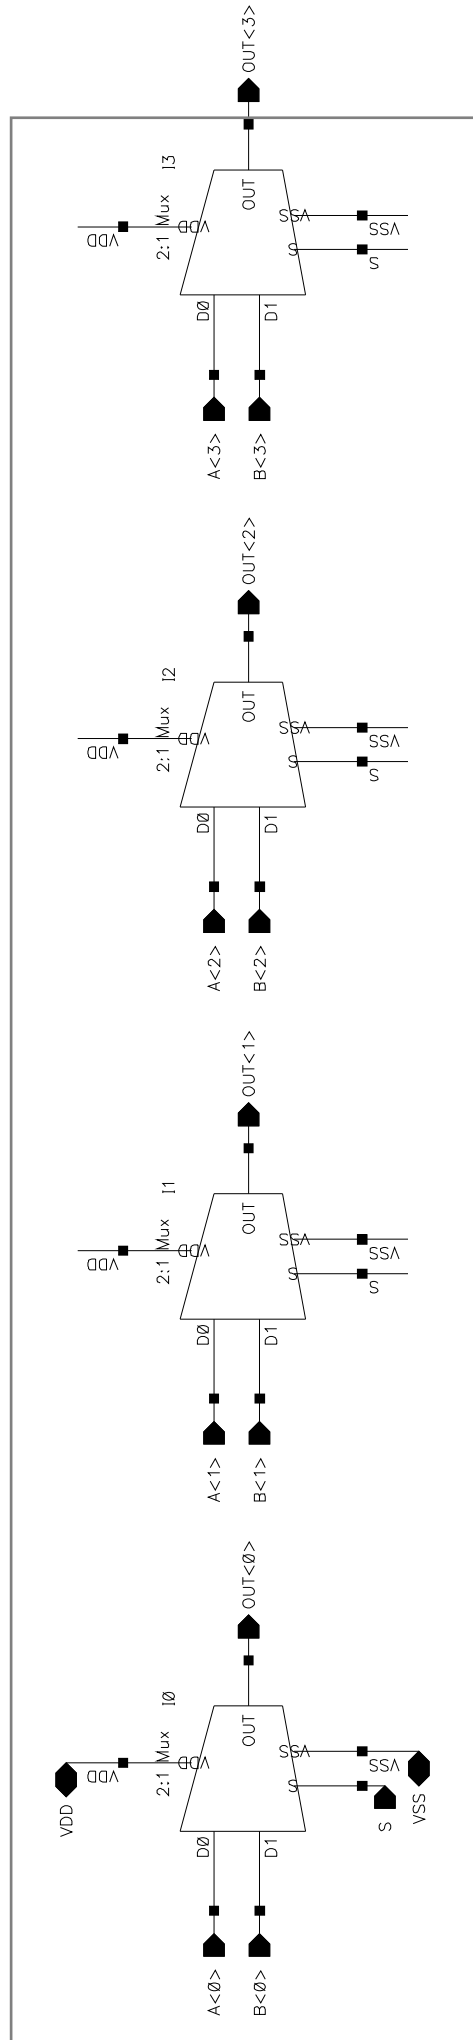 OUT<3>
I3
2:1 Mux
VDD
VDD
OUT
VSS
VSS
S
S
D0
D1
A<3>
B<3>
OUT<2>
I2
2:1 Mux
VDD
VDD
OUT
VSS
VSS
S
S
D0
D1
A<2>
B<2>
OUT<1>
I1
2:1 Mux
VDD
VDD
OUT
VSS
VSS
S
S
D0
D1
A<1>
B<1>
OUT<0>
I0
2:1 Mux
VDD
VDD
VDD
OUT
VSS
VSS
VSS
S
S
D0
D1
A<0>
B<0>